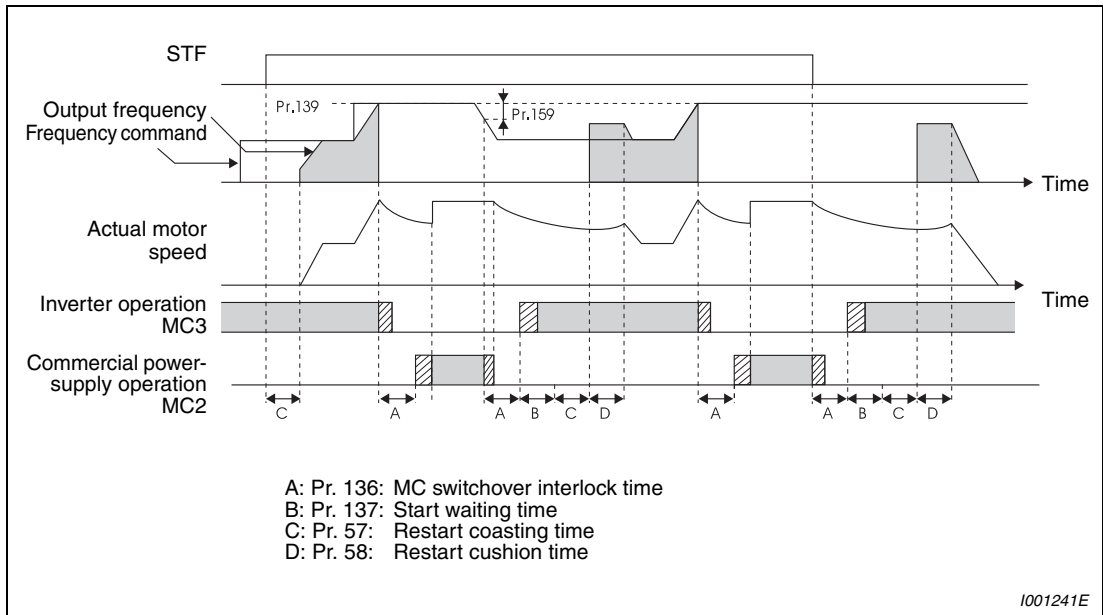 STF
Pr.139
Pr.159
Output frequency
Frequency command
Time
Actual motor
speed
Time
Inverter operation
MC3
Commercial power-
supply operation
MC2
C A A B C D A A B C D
A: Pr. 136: MC switchover interlock time
B: Pr. 137: Start waiting time
C: Pr. 57: Restart coasting time
D: Pr. 58: Restart cushion time
I001241E